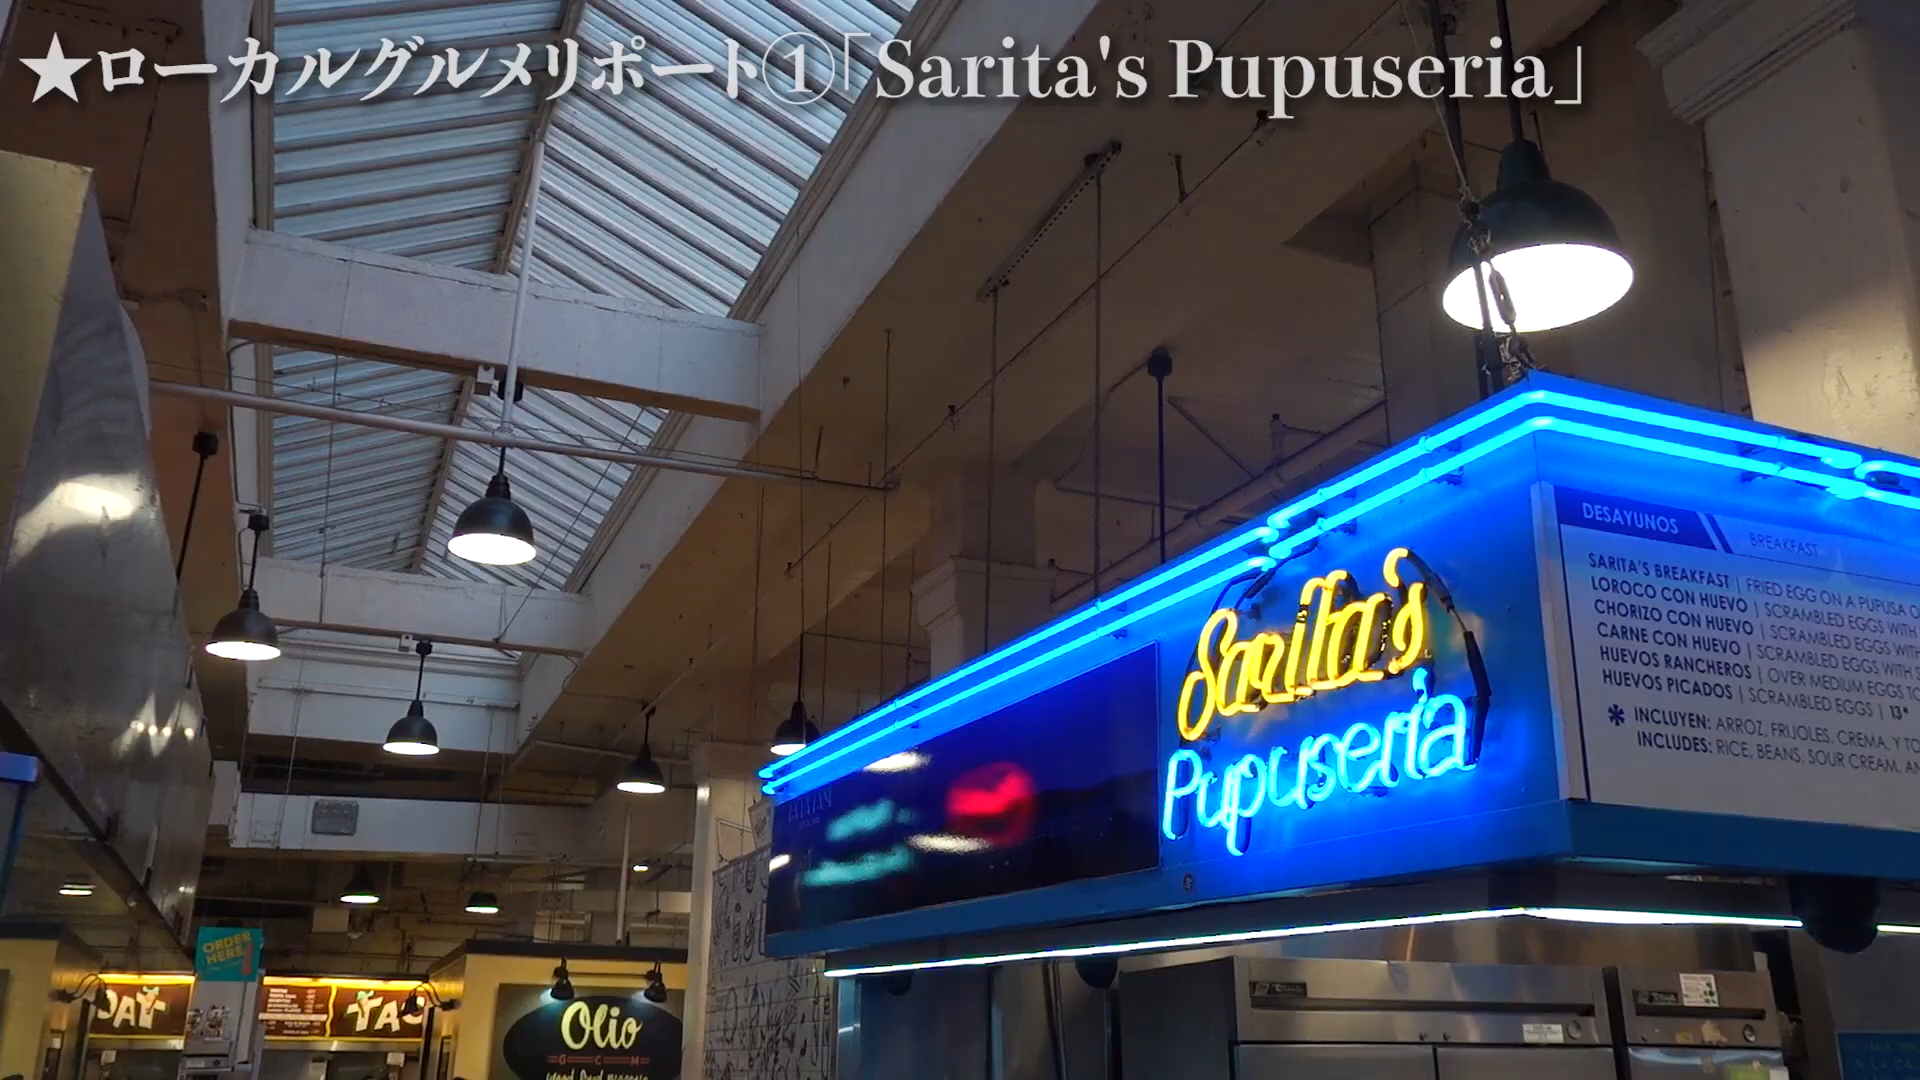 ★ローカルグルメリポート①「Sarita's Pupuseria」
Sarita's
Pupuseria
DESAYUNOS
BREAKFAST
SARITA'S BREAKFAST | FRIED EGG ON A PUPUSA
LOROCO CON HUEVO | SCRAMBLED EGGS WITH
CHORIZO CON HUEVO | SCRAMBLED EGGS WITH
CARNE CON HUEVO | SCRAMBLED EGGS WITH
HUEVOS RANCHEROS | OVER MEDIUM EGGS
HUEVOS PICADOS | SCRAMBLED EGGS | 13*
* INCLUYEN: ARROZ, FRIJOLES, CREMA, Y
INCLUDES: RICE, BEANS, SOUR CREAM,
ORDER
HERE
Olio
G C M